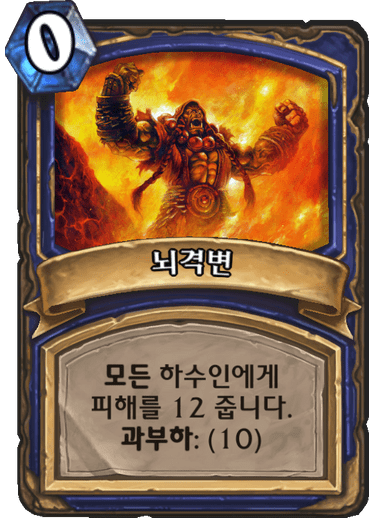 0
뇌격변
모든 하수인에게
피해를 12 줍니다.
과부하: (10)